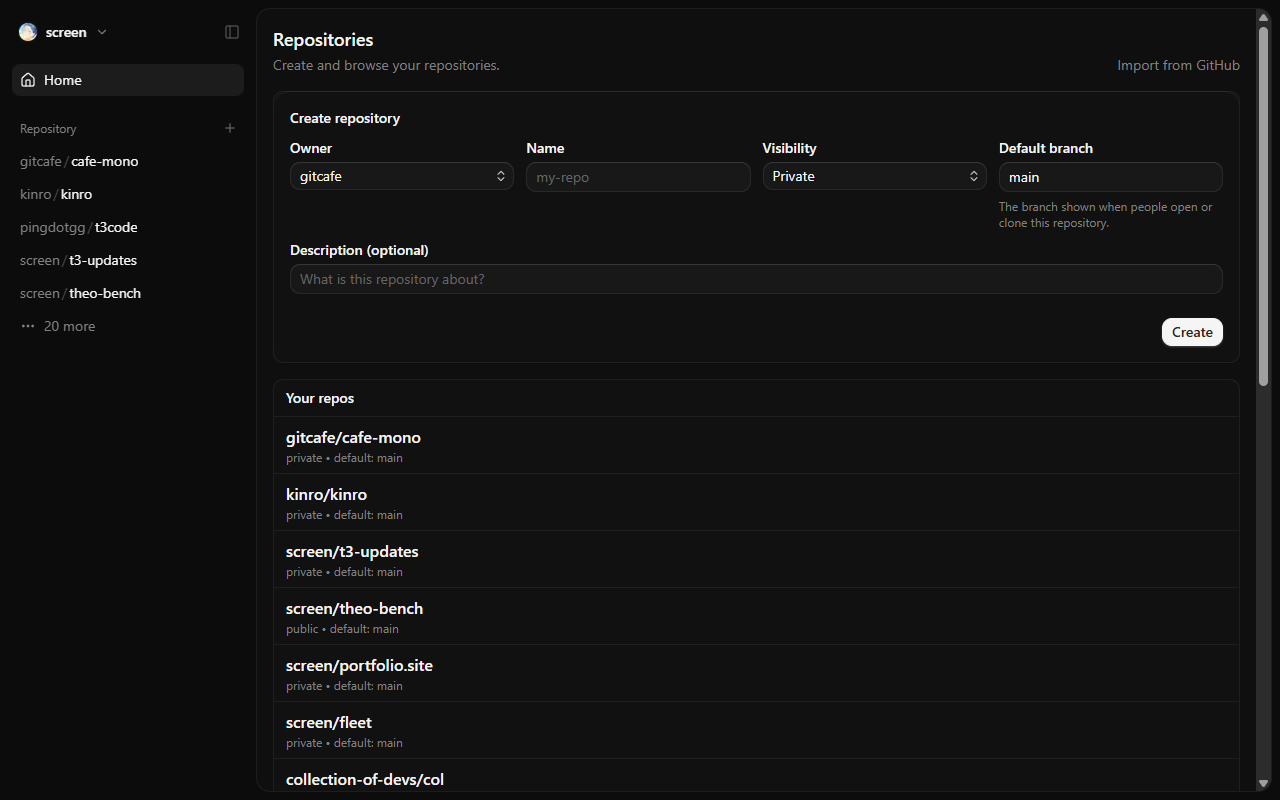 screen
Home
Repository
gitcafe/cafe-mono
kinro/kinro
pingdotgg/t3code
screen/t3-updates
screen/theo-bench
20 more
Repositories
Create and browse your repositories.
Import from GitHub
Create repository
Owner
Name
Visibility
Default branch
gitcafe
my-repo
Private
main
The branch shown when people open or
clone this repository.
Description (optional)
What is this repository about?
Create
Your repos
gitcafe/cafe-mono
private • default: main
kinro/kinro
private • default: main
screen/t3-updates
private • default: main
screen/theo-bench
public • default: main
screen/portfolio.site
private • default: main
screen/fleet
private • default: main
collection-of-devs/col